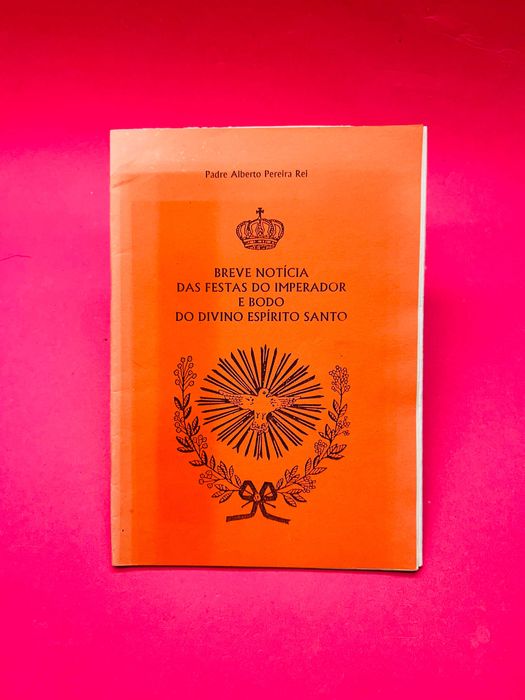 Padre Alberto Pereira Rei
BREVE NOTÍCIA
DAS FESTAS DO IMPERADOR
E BODO
DO DIVINO ESPÍRITO SANTO